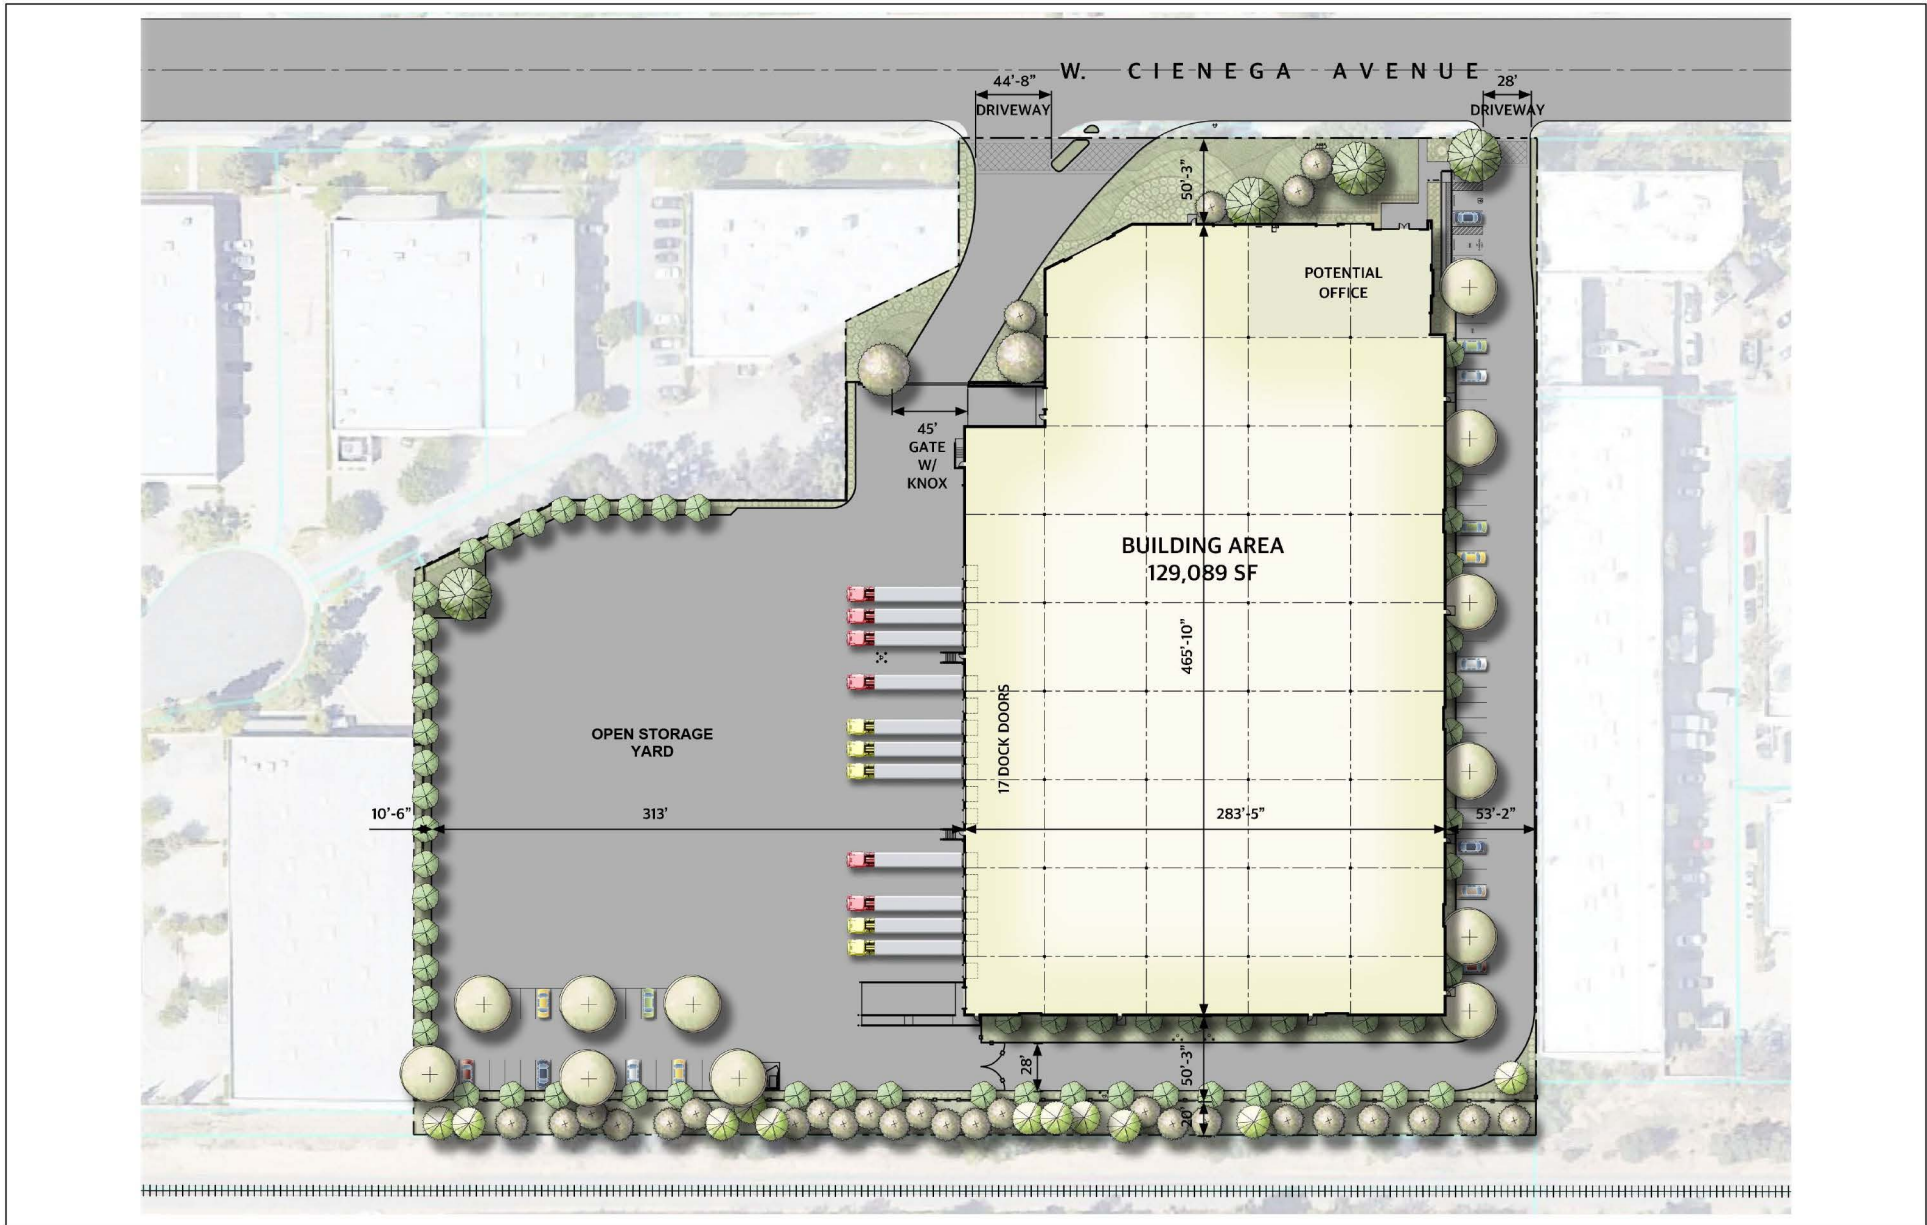 W. CIENEGA AVENUE
44'-8"
DRIVEWAY
28'
DRIVEWAY
50'-3"
POTENTIAL
OFFICE
45'
GATE
W/
KNOX
BUILDING AREA
129,089 SF
465'-10"
17 DOCK DOORS
OPEN STORAGE
YARD
10'-6"
313'
283'-5"
53'-2"
28'
50'-3"
20'